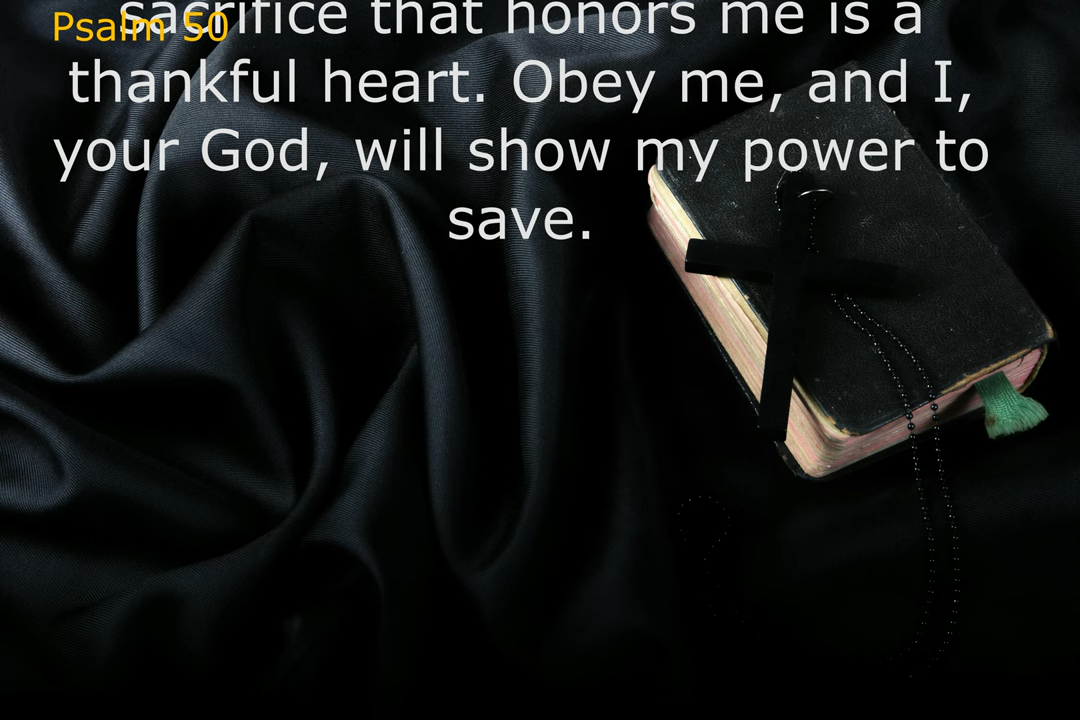 Psalm 50
sacrifice that honors me is a
thankful heart. Obey me, and I,
your God, will show my power to
save.